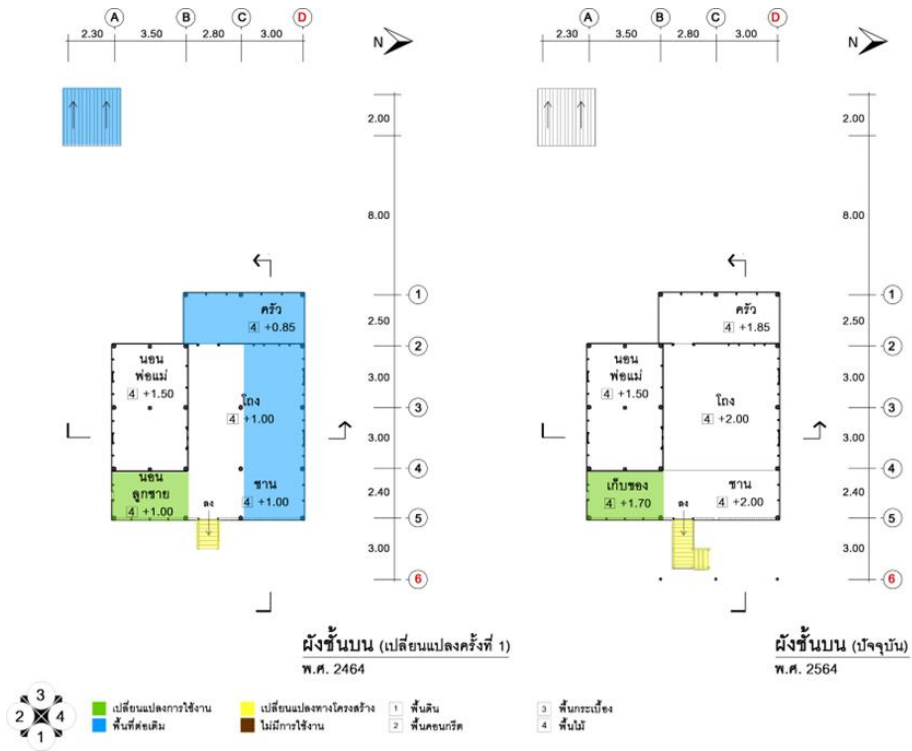 A B C D
2.30 3.50 2.80 3.00
N
2.00
8.00
1
2.50
2
3.00
3
3.00
4
2.40
5
3.00
6
ครัว
4 +0.85
นอน
พ่อแม่
4 +1.50
โถง
4 +1.00
นอน
ลูกชาย
4 +1.00
ชาน
4 +1.00
ลง
ผังชั้นบน (เปลี่ยนแปลงครั้งที่ 1)
พ.ศ. 2464
A B C D
2.30 3.50 2.80 3.00
N
2.00
8.00
1
2.50
2
3.00
3
3.00
4
2.40
5
3.00
6
ครัว
4 +1.85
นอน
พ่อแม่
4 +1.50
โถง
4 +2.00
เก็บของ
4 +1.70
ชาน
4 +2.00
ลง
ผังชั้นบน (ปัจจุบัน)
พ.ศ. 2564
3
2 4
1
เปลี่ยนแปลงการใช้งาน
พื้นที่ต่อเติม
เปลี่ยนแปลงทางโครงสร้าง
ไม่มีการใช้งาน
1 พื้นดิน
2 พื้นคอนกรีต
3 พื้นกระเบื้อง
4 พื้นไม้